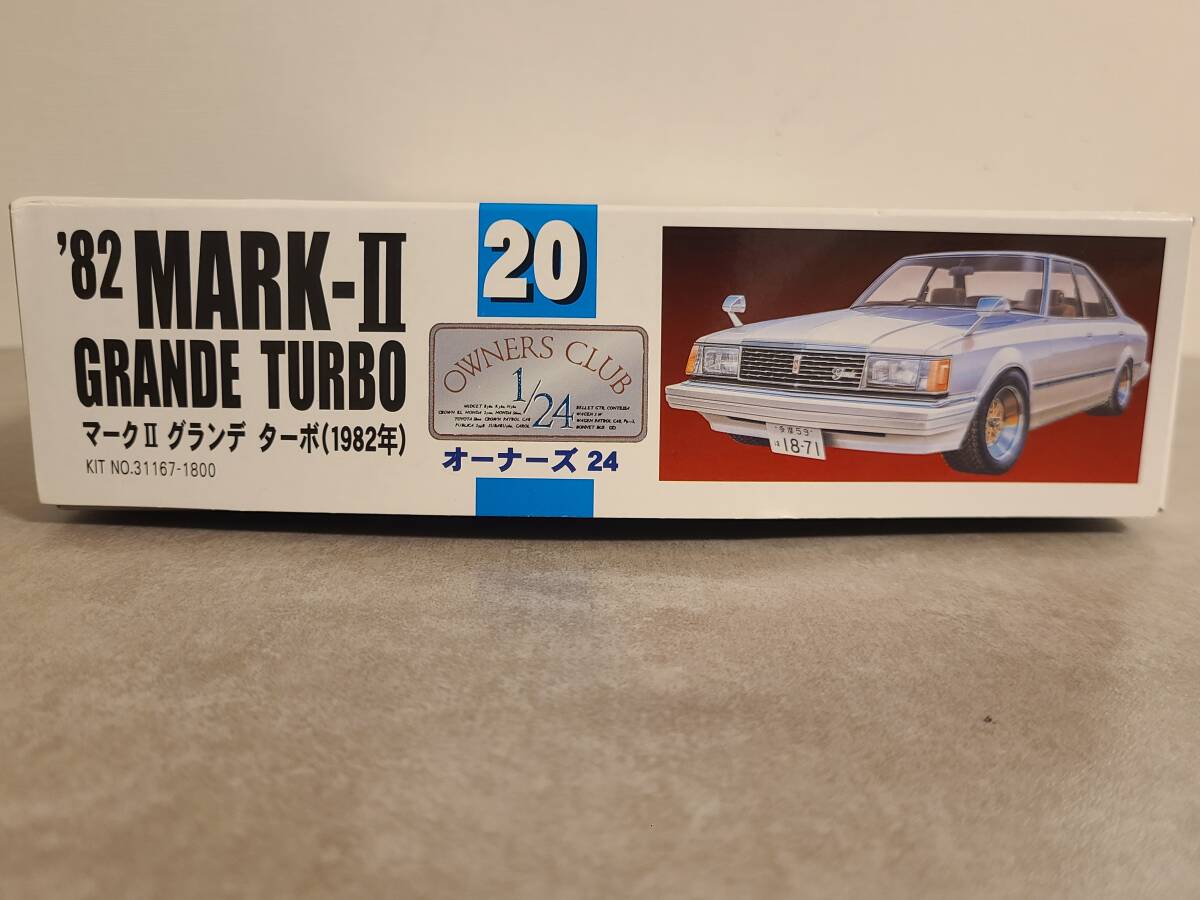 '82 MARK-II
GRANDE TURBO
マークⅡ グランデ ターボ(1982年)
KIT NO.31167-1800
20
OWNERS CLUB
1/24
オーナーズ 24
18-71